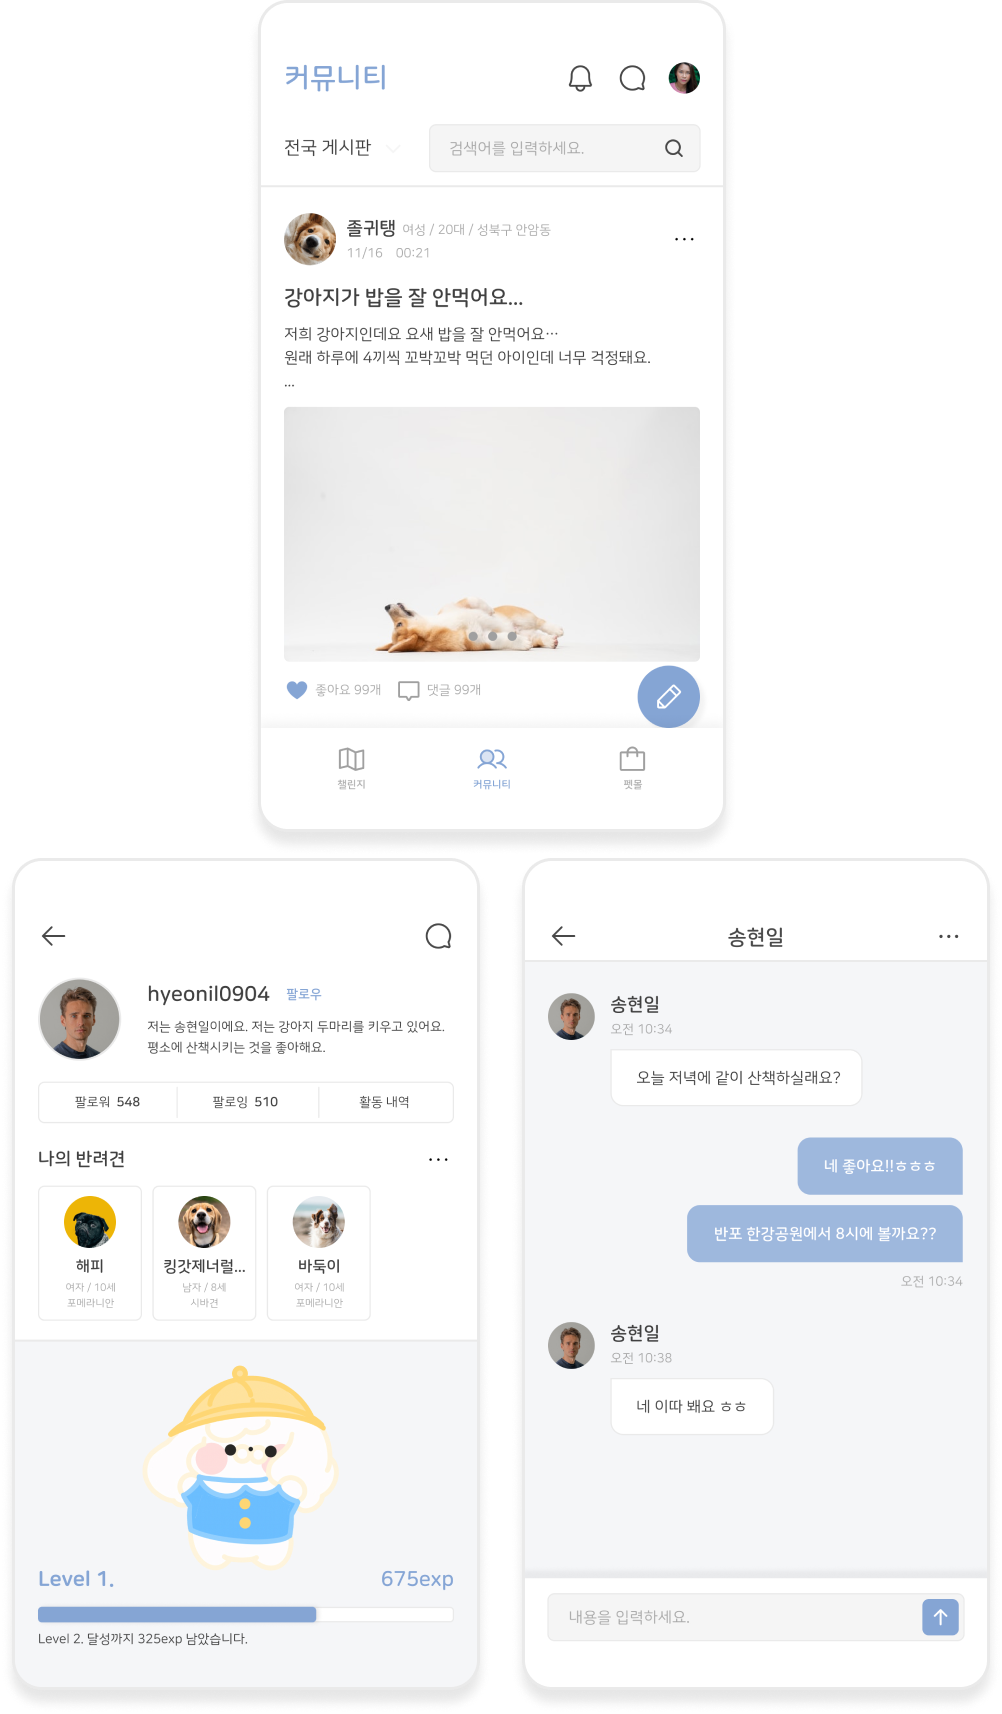 커뮤니티
전국 게시판
검색어를 입력하세요.
졸귀탱 여성 / 20대 / 성북구 안암동
11/16 00:21
강아지가 밥을 잘 안먹어요...
저희 강아지인데요 요새 밥을 잘 안먹어요…
원래 하루에 4끼씩 꼬박꼬박 먹던 아이인데 너무 걱정돼요.
...
좋아요 99개 댓글 99개
챌린지 커뮤니티 펫몰
hyeonil0904 팔로우
저는 송현일이에요. 저는 강아지 두마리를 키우고 있어요.
평소에 산책시키는 것을 좋아해요.
팔로워 548 팔로잉 510 활동 내역
나의 반려견
해피 킹갓제너럴... 바둑이
여자 / 10세 남자 / 8세 여자 / 10세
포메라니안 시바견 포메라니안
Level 1. 675exp
Level 2. 달성까지 325exp 남았습니다.
송현일
송현일
오전 10:34
오늘 저녁에 같이 산책하실래요?
네 좋아요!!ㅎㅎㅎ
반포 한강공원에서 8시에 볼까요??
오전 10:34
송현일
오전 10:38
네 이따 봬요 ㅎㅎ
내용을 입력하세요.